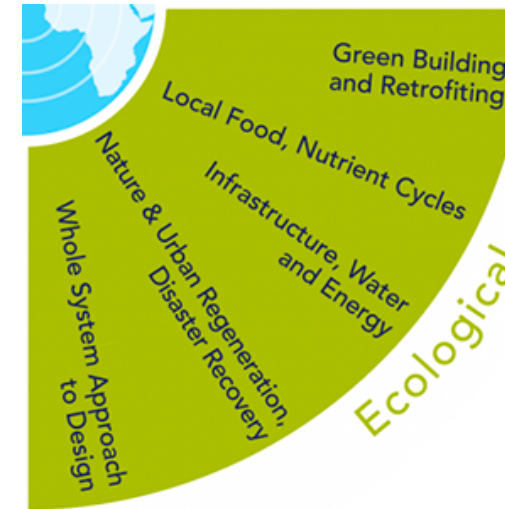 Green Building
and Retrofiting
Local Food, Nutrient Cycles
Infrastructure, Water
and Energy
Nature & Urban Regeneration,
Disaster Recovery
Whole System Approach
to Design
Ecological